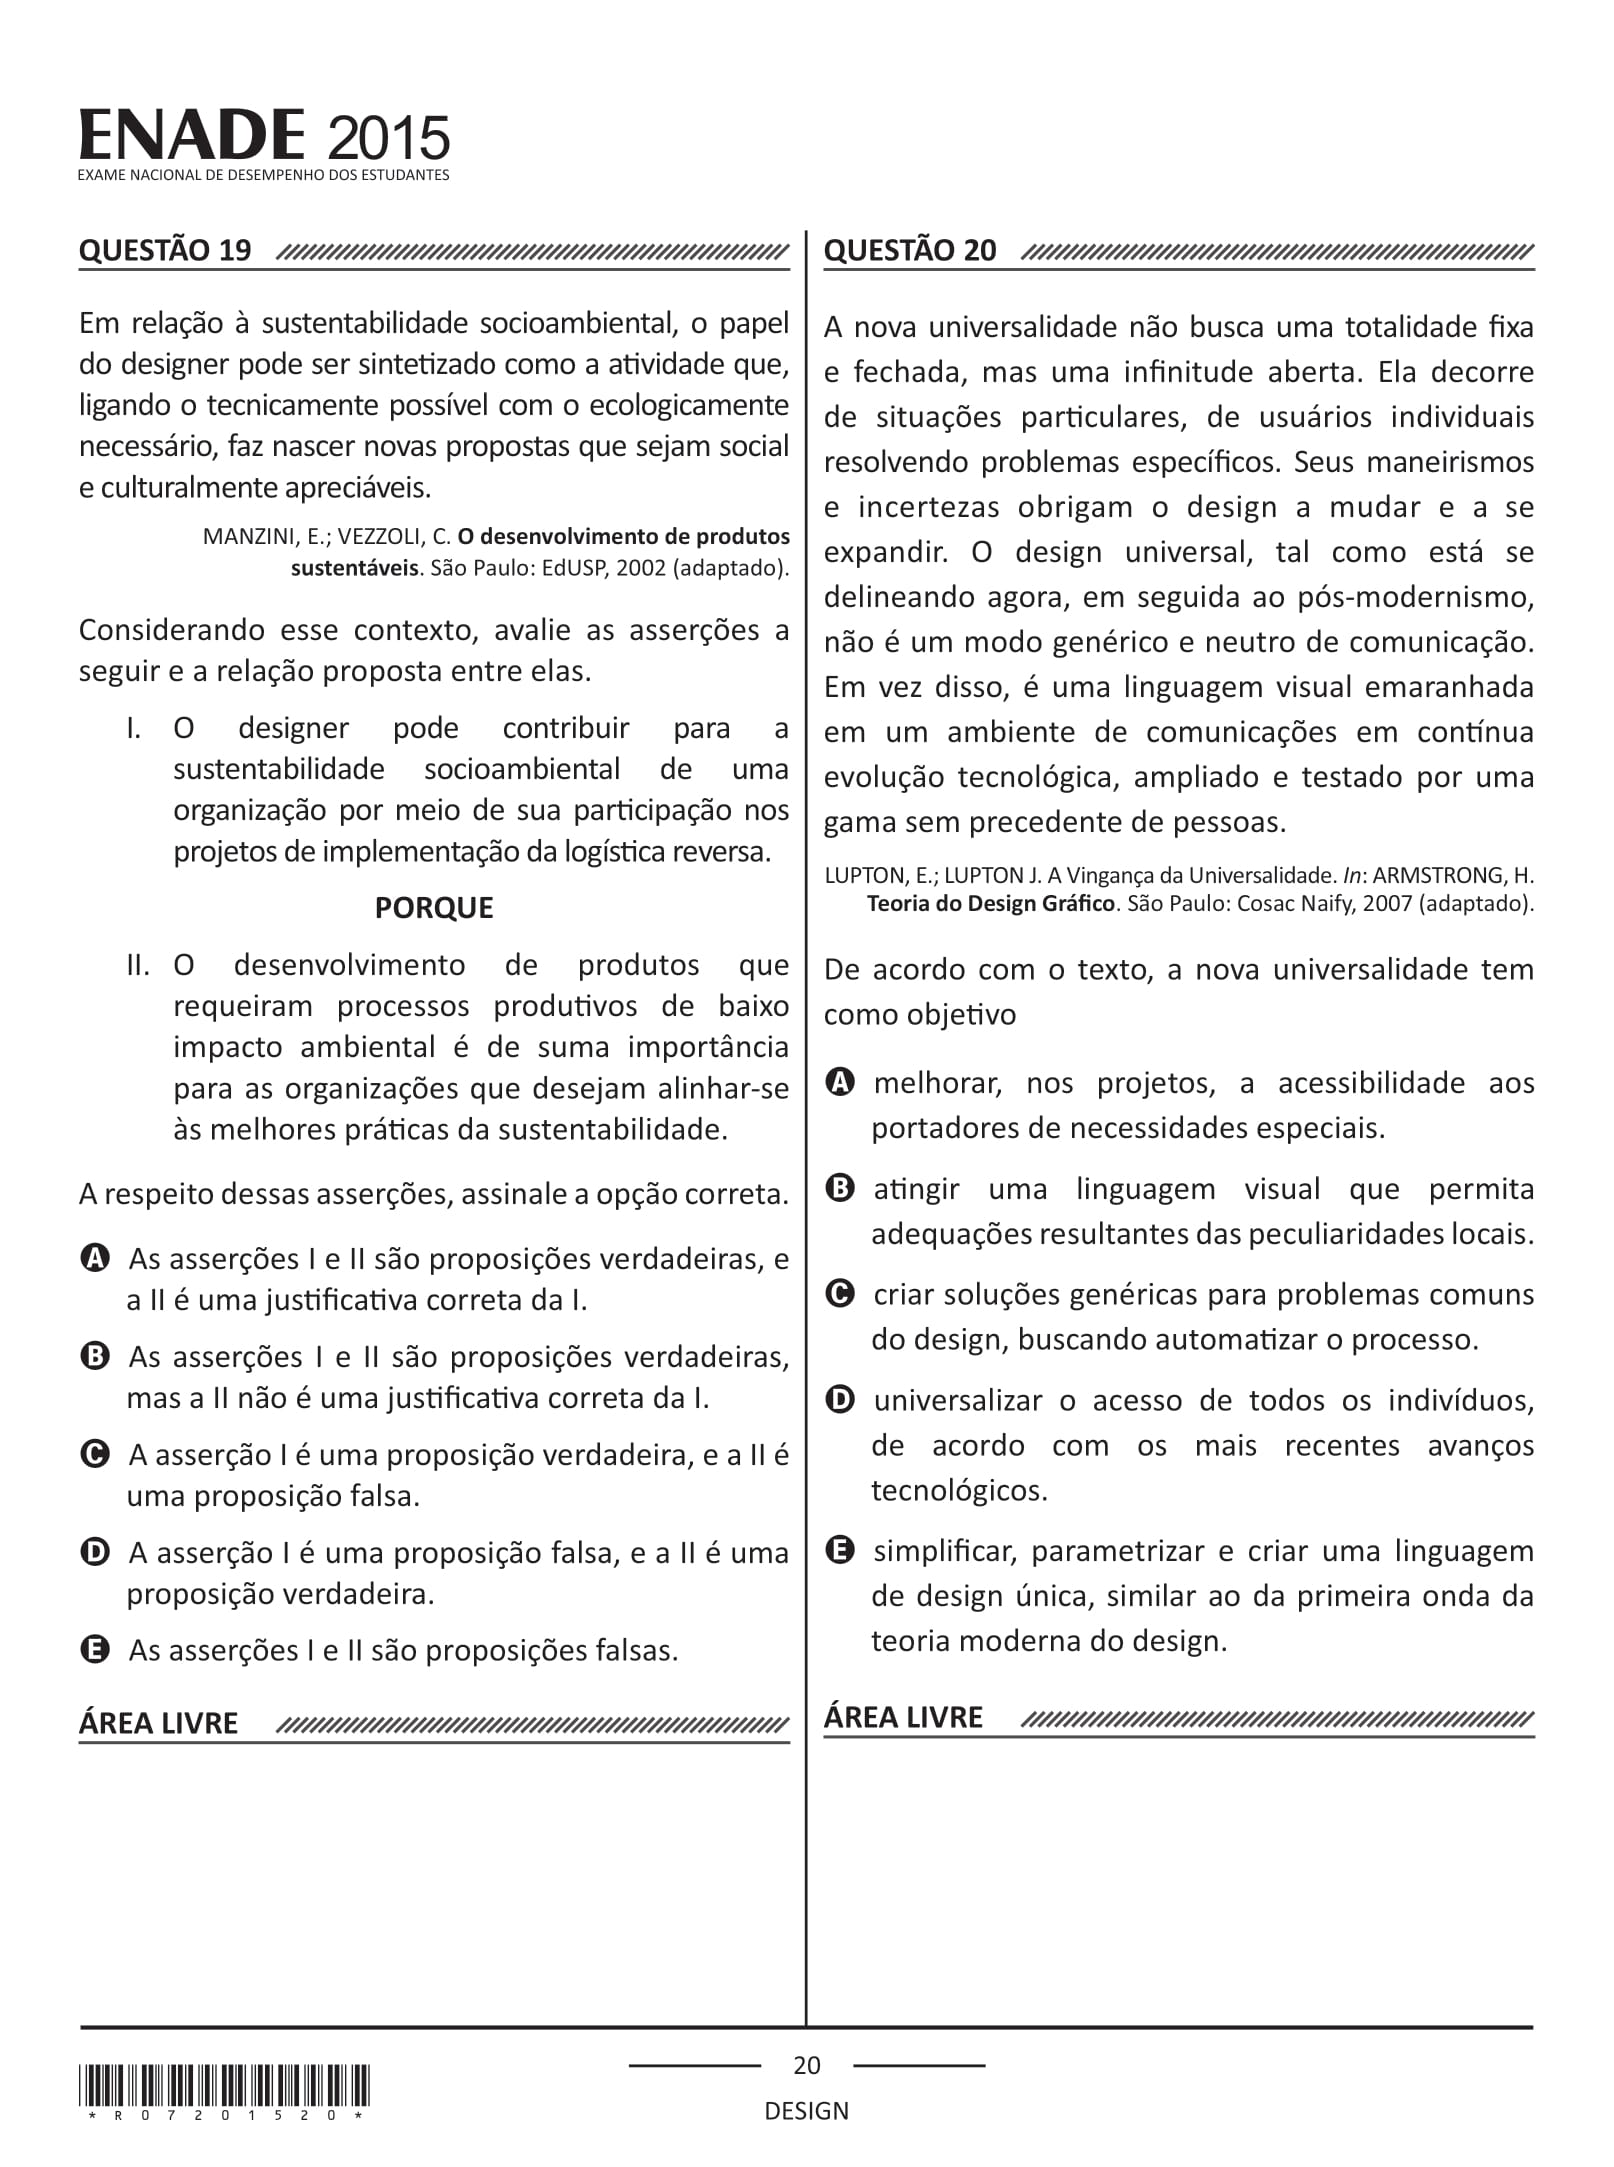 ENADE 2015
EXAME NACIONAL DE DESEMPENHO DOS ESTUDANTES
QUESTÃO 19
Em relação à sustentabilidade socioambiental, o papel
do designer pode ser sintetizado como a atividade que,
ligando o tecnicamente possível com o ecologicamente
necessário, faz nascer novas propostas que sejam social
e culturalmente apreciáveis.
MANZINI, E.; VEZZOLI, C. O desenvolvimento de produtos
sustentáveis. São Paulo: EdUSP, 2002 (adaptado).
Considerando esse contexto, avalie as asserções a
seguir e a relação proposta entre elas.
I. O designer pode contribuir para a
sustentabilidade socioambiental de uma
organização por meio de sua participação nos
projetos de implementação da logística reversa.
PORQUE
II. O desenvolvimento de produtos que
requeiram processos produtivos de baixo
impacto ambiental é de suma importância
para as organizações que desejam alinhar-se
às melhores práticas da sustentabilidade.
A respeito dessas asserções, assinale a opção correta.
A As asserções I e II são proposições verdadeiras, e
a II é uma justificativa correta da I.
B As asserções I e II são proposições verdadeiras,
mas a II não é uma justificativa correta da I.
C A asserção I é uma proposição verdadeira, e a II é
uma proposição falsa.
D A asserção I é uma proposição falsa, e a II é uma
proposição verdadeira.
E As asserções I e II são proposições falsas.
ÁREA LIVRE
QUESTÃO 20
A nova universalidade não busca uma totalidade fixa
e fechada, mas uma infinitude aberta. Ela decorre
de situações particulares, de usuários individuais
resolvendo problemas específicos. Seus maneirismos
e incertezas obrigam o design a mudar e a se
expandir. O design universal, tal como está se
delineando agora, em seguida ao pós-modernismo,
não é um modo genérico e neutro de comunicação.
Em vez disso, é uma linguagem visual emaranhada
em um ambiente de comunicações em contínua
evolução tecnológica, ampliado e testado por uma
gama sem precedente de pessoas.
LUPTON, E.; LUPTON J. A Vingança da Universalidade. In: ARMSTRONG, H.
Teoria do Design Gráfico. São Paulo: Cosac Naify, 2007 (adaptado).
De acordo com o texto, a nova universalidade tem
como objetivo
A melhorar, nos projetos, a acessibilidade aos
portadores de necessidades especiais.
B atingir uma linguagem visual que permita
adequações resultantes das peculiaridades locais.
C criar soluções genéricas para problemas comuns
do design, buscando automatizar o processo.
D universalizar o acesso de todos os indivíduos,
de acordo com os mais recentes avanços
tecnológicos.
E simplificar, parametrizar e criar uma linguagem
de design única, similar ao da primeira onda da
teoria moderna do design.
ÁREA LIVRE
*R07201520*
20
DESIGN